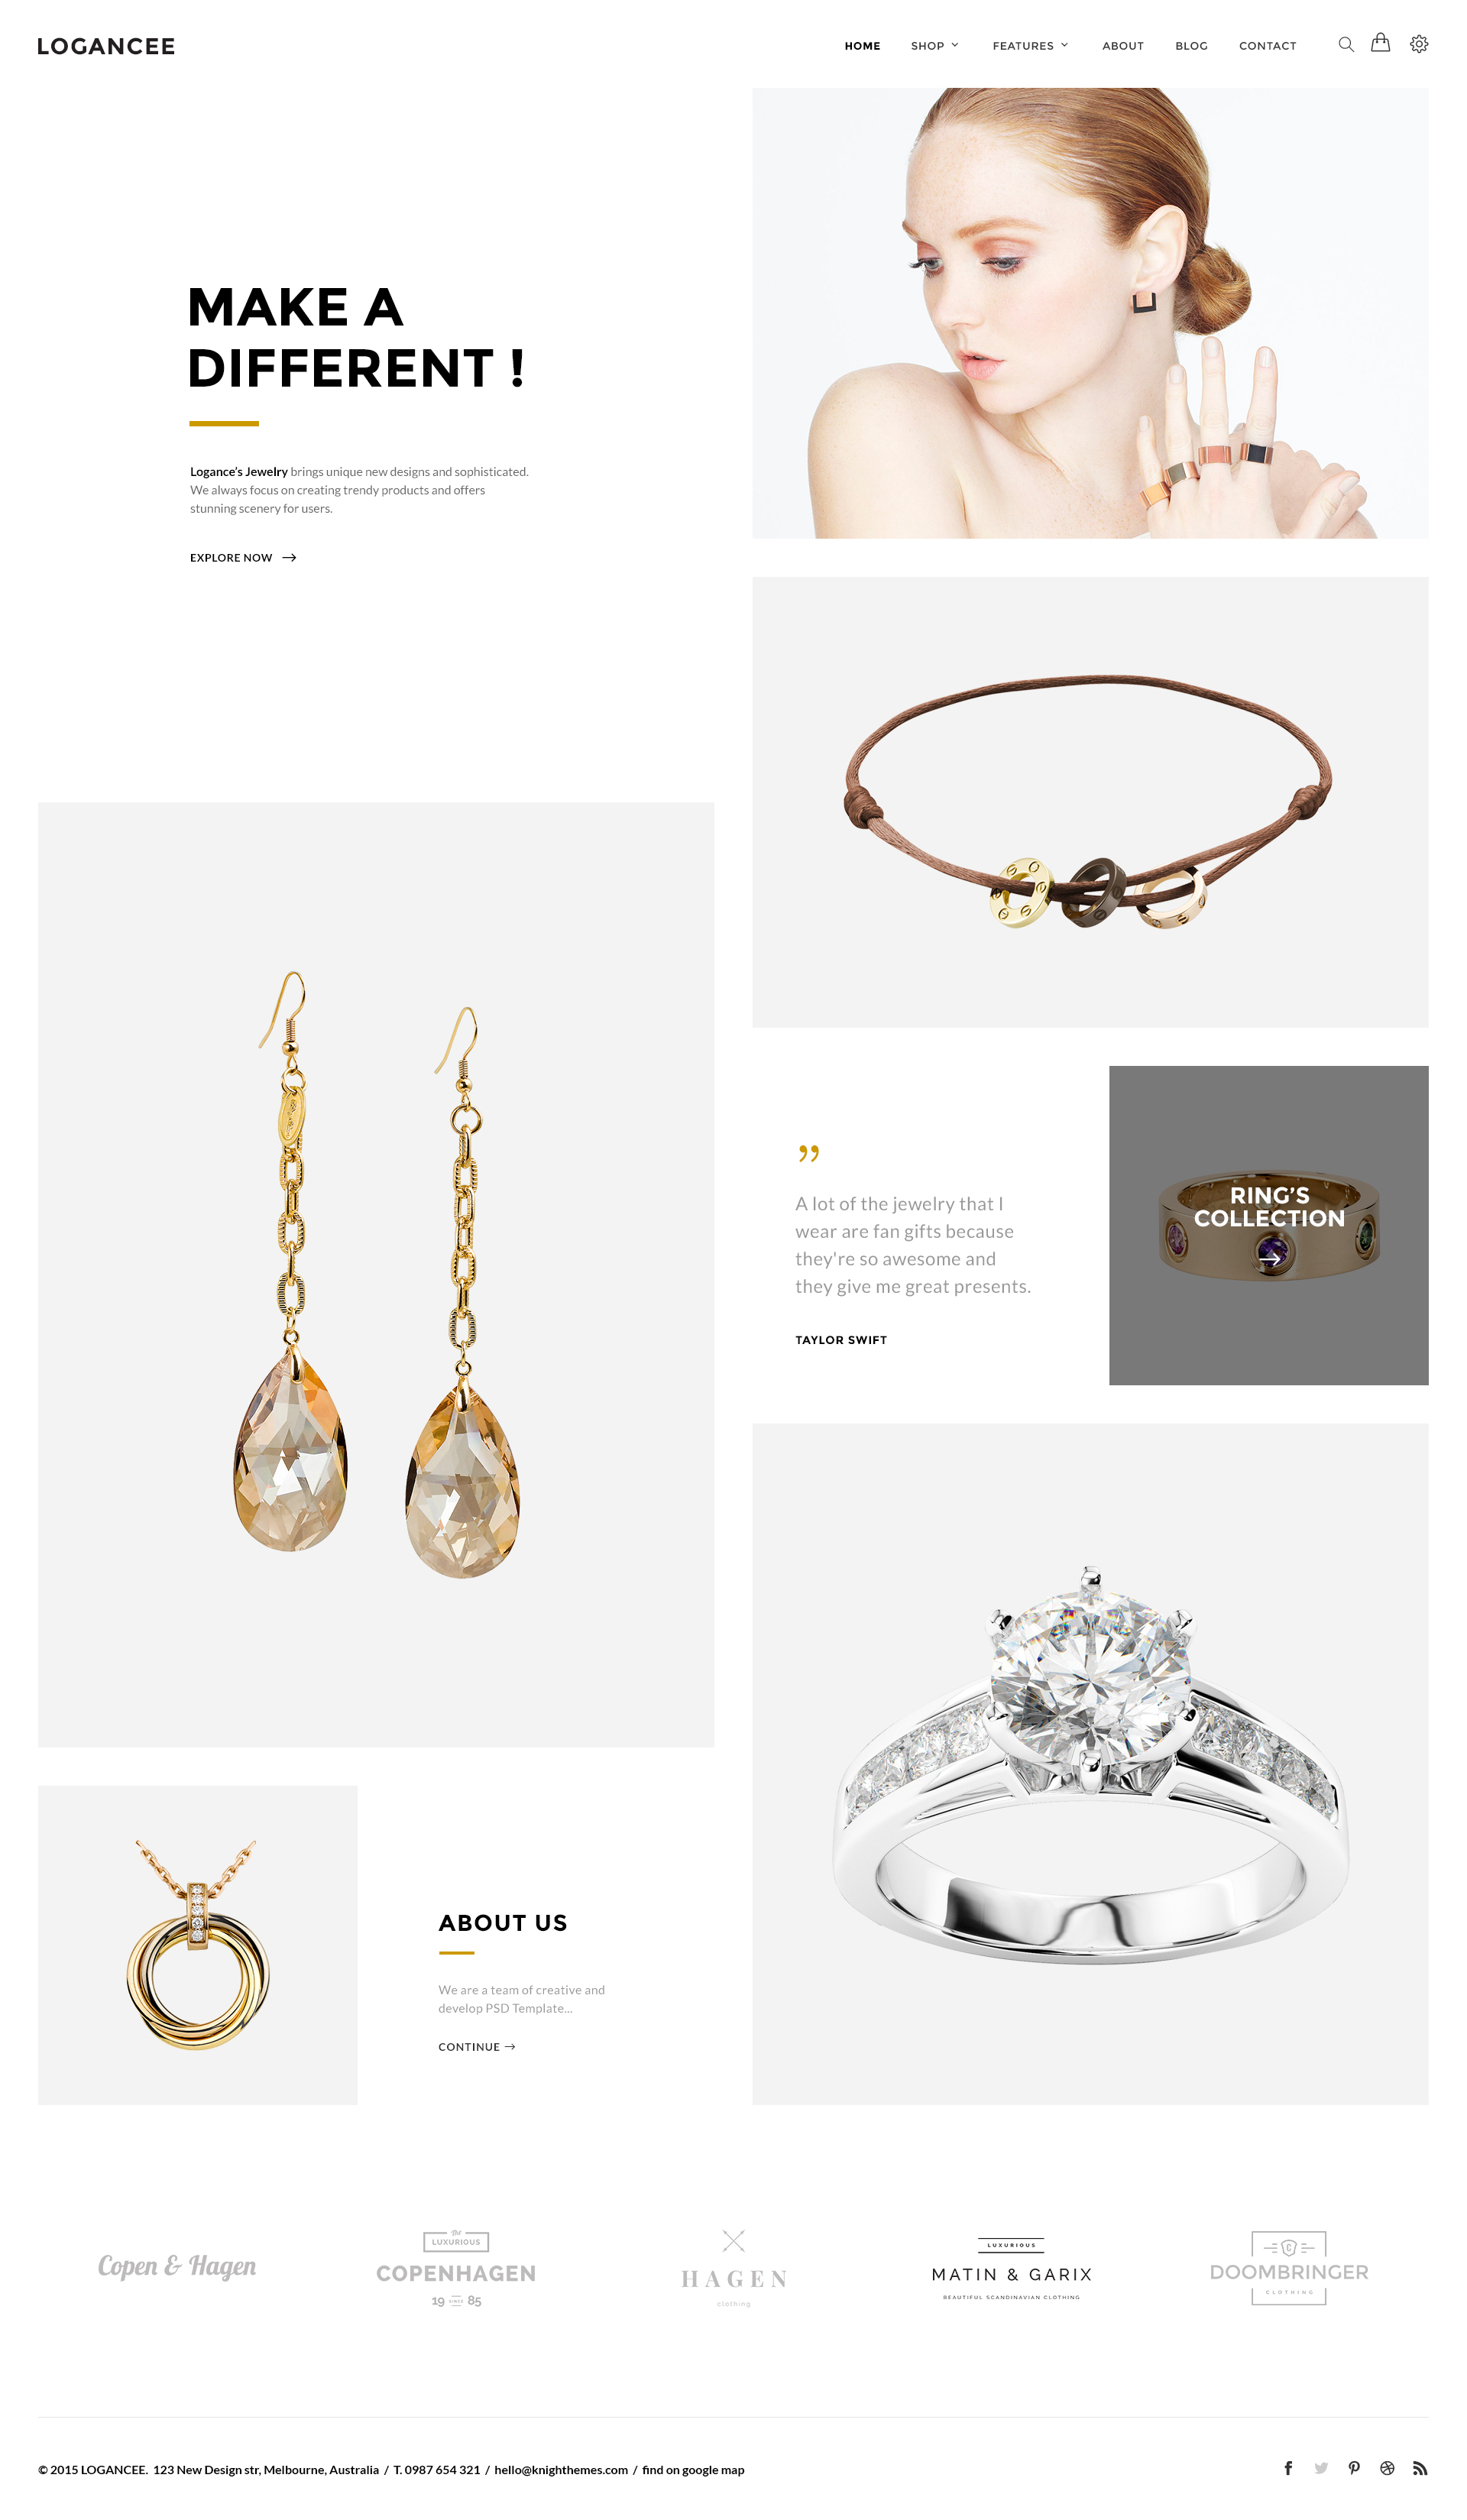 LOGANCEE
HOME SHOP FEATURES ABOUT BLOG CONTACT
MAKE A
DIFFERENT !
Logance's Jewelry brings unique new designs and sophisticated.
We always focus on creating trendy products and offers
stunning scenery for users.
EXPLORE NOW
”
A lot of the jewelry that I
wear are fan gifts because
they're so awesome and
they give me great presents.
TAYLOR SWIFT
RING'S
COLLECTION
ABOUT US
We are a team of creative and
develop PSD Template...
CONTINUE
Copen & Hagen
The
LUXURIOUS
COPENHAGEN
19 SINCE 85
HAGEN
clothing
LUXURIOUS
MATIN & GARIX
BEAUTIFUL SCANDINAVIAN CLOTHING
C
DOOMBRINGER
CLOTHING
© 2015 LOGANCEE. 123 New Design str, Melbourne, Australia / T. 0987 654 321 / hello@knighthemes.com / find on google map